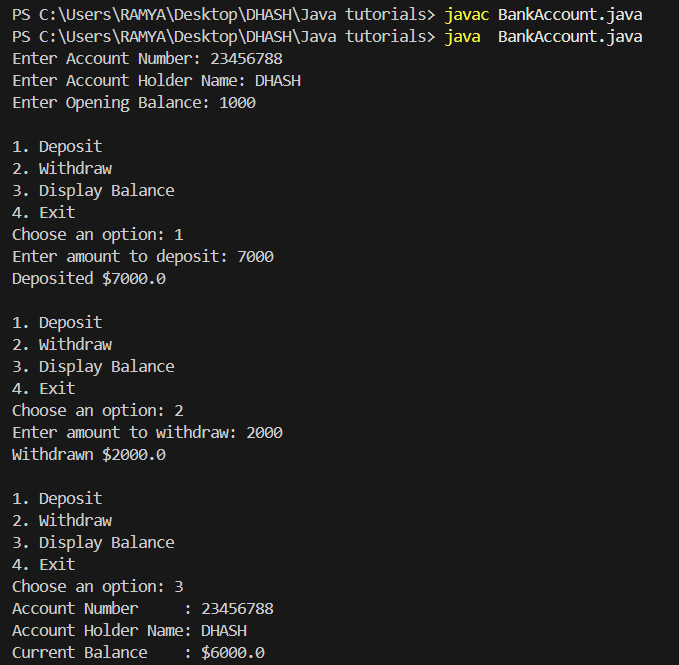 PS C:\Users\RAMYA\Desktop\DHASH\Java tutorials> javac BankAccount.java
PS C:\Users\RAMYA\Desktop\DHASH\Java tutorials> java  BankAccount.java
Enter Account Number: 23456788
Enter Account Holder Name: DHASH
Enter Opening Balance: 1000

1. Deposit
2. Withdraw
3. Display Balance
4. Exit
Choose an option: 1
Enter amount to deposit: 7000
Deposited $7000.0

1. Deposit
2. Withdraw
3. Display Balance
4. Exit
Choose an option: 2
Enter amount to withdraw: 2000
Withdrawn $2000.0

1. Deposit
2. Withdraw
3. Display Balance
4. Exit
Choose an option: 3
Account Number     : 23456788
Account Holder Name: DHASH
Current Balance    : $6000.0